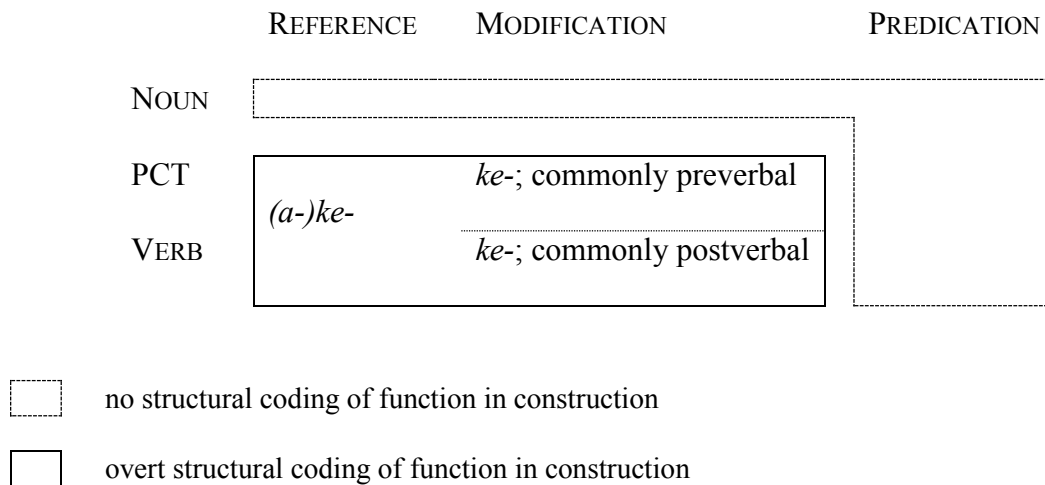 REFERENCE MODIFICATION PREDICATION
NOUN
PCT ke-; commonly preverbal
(a-)ke-
VERB ke-; commonly postverbal
no structural coding of function in construction
overt structural coding of function in construction